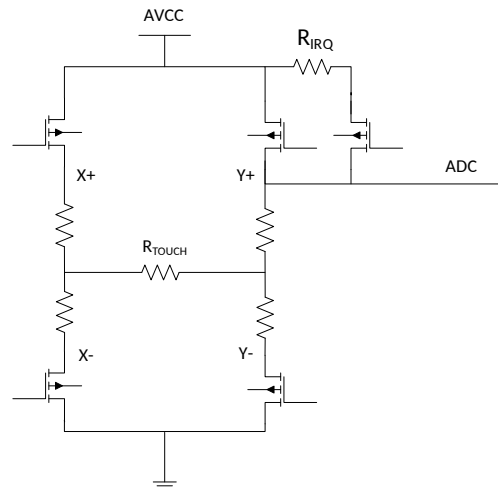 AVCC
R_IRQ
X+
Y+
ADC
R_TOUCH
X-
Y-